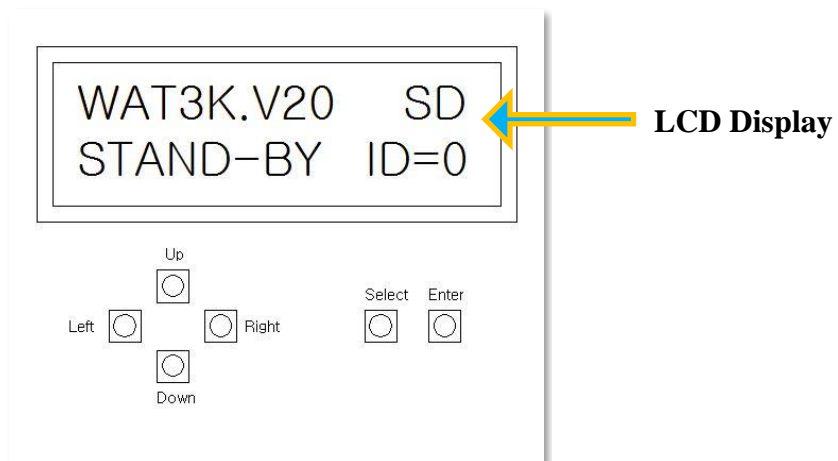 WAT3K.V20 SD
STAND-BY ID=0
LCD Display
Up
Left
Right
Down
Select Enter